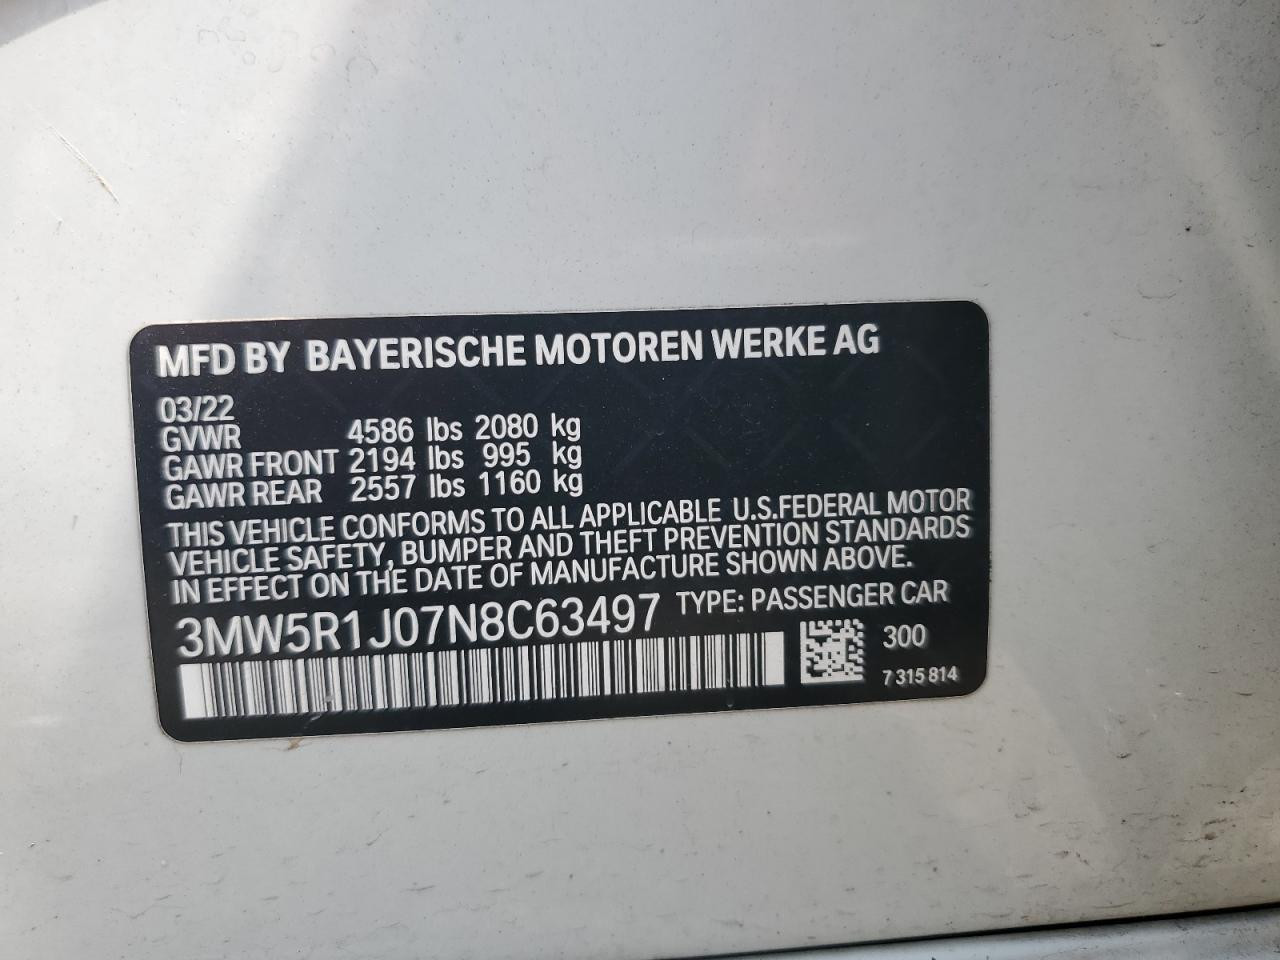 MFD BY BAYERISCHE MOTOREN WERKE AG
03/22
GVWR 4586 lbs 2080 kg
GAWR FRONT 2194 lbs 995 kg
GAWR REAR 2557 lbs 1160 kg
THIS VEHICLE CONFORMS TO ALL APPLICABLE U.S.FEDERAL MOTOR
VEHICLE SAFETY, BUMPER AND THEFT PREVENTION STANDARDS
IN EFFECT ON THE DATE OF MANUFACTURE SHOWN ABOVE.
3MW5R1J07N8C63497 TYPE: PASSENGER CAR
300
7 315 814